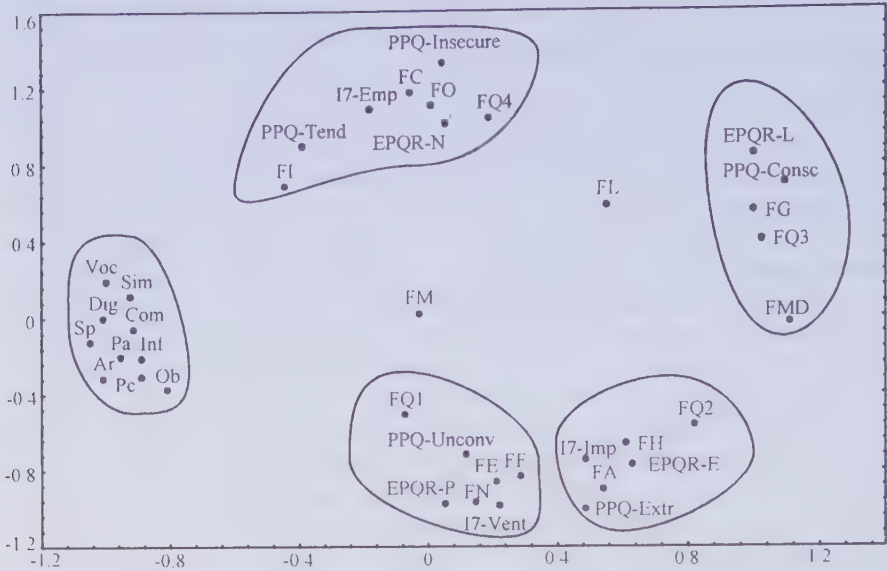 1.6
PPQ-Insecure
FC
FO
1.2
I7-Emp
FQ4
PPQ-Tend
EPQR-N
EPQR-L
0.8
FI
PPQ-Consc
FL
FG
0.4
FQ3
Voc
Sim
Dig
Com
FM
FMD
0
Sp
Pa
Inf
Ar
Pc
Ob
-0.4
FQ1
FQ2
PPQ-Unconv
I7-Imp
FH
FE
FF
EPQR-E
-0.8
EPQR-P
FN
FA
I7-Vent
PPQ-Extr
-1.2
-1.2 -0.8 -0.4 0 0.4 0.8 1.2